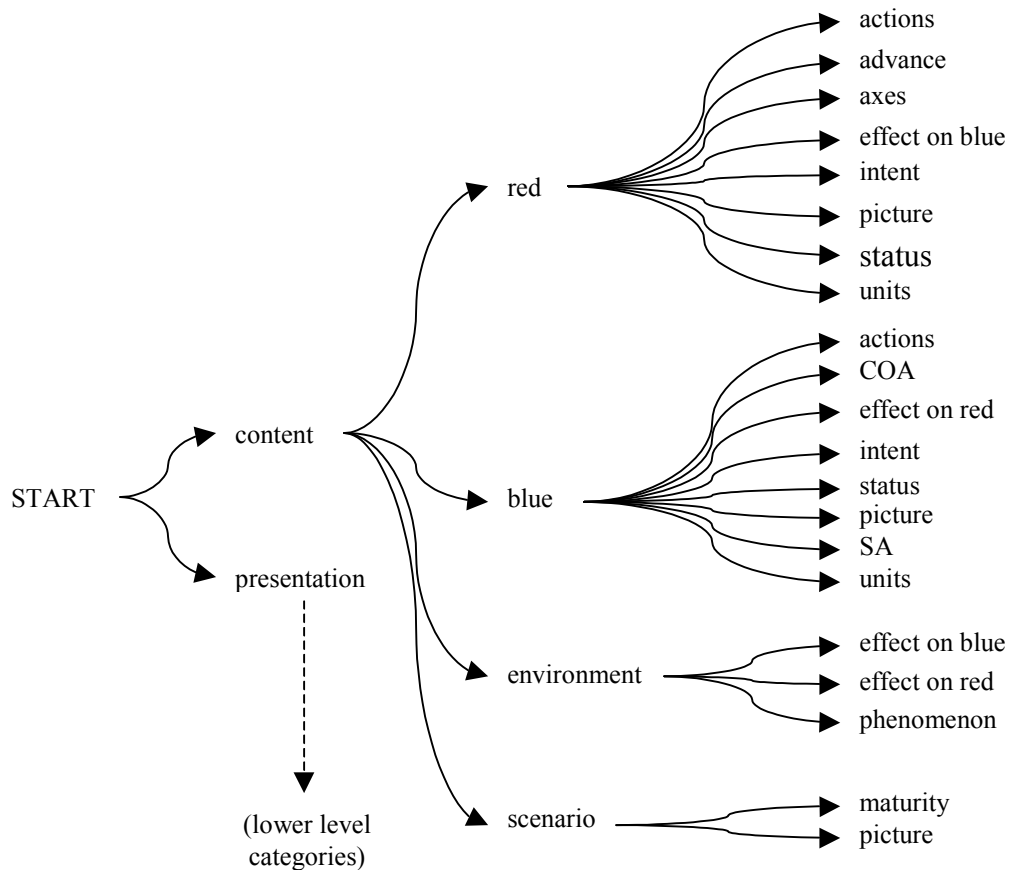 START
content
presentation
(lower level
categories)
red
actions
advance
axes
effect on blue
intent
picture
status
units
blue
actions
COA
effect on red
intent
status
picture
SA
units
environment
effect on blue
effect on red
phenomenon
scenario
maturity
picture